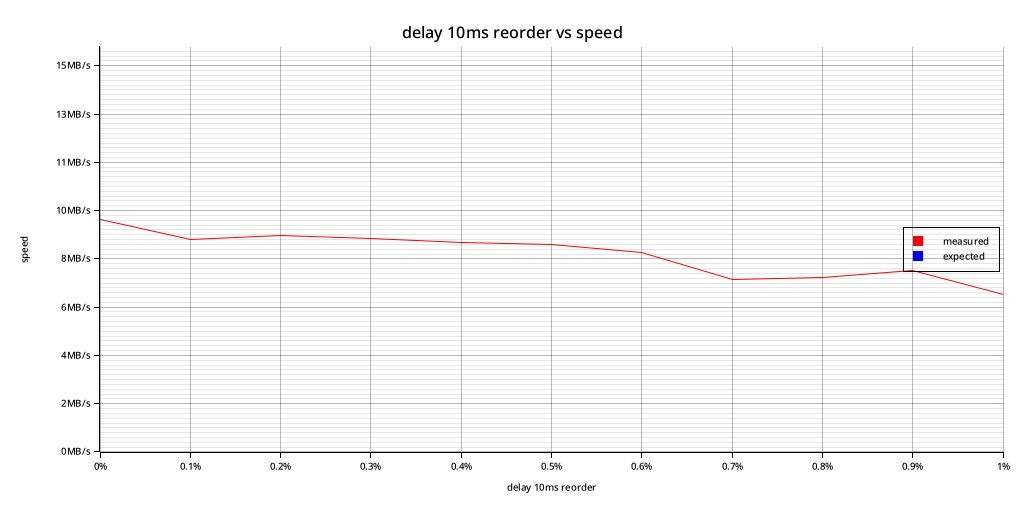 delay 10ms reorder vs speed
15MB/s
13MB/s
11MB/s
10MB/s
8MB/s
6MB/s
4MB/s
2MB/s
0MB/s
speed
measured
expected
0% 0.1% 0.2% 0.3% 0.4% 0.5% 0.6% 0.7% 0.8% 0.9% 1%
delay 10ms reorder